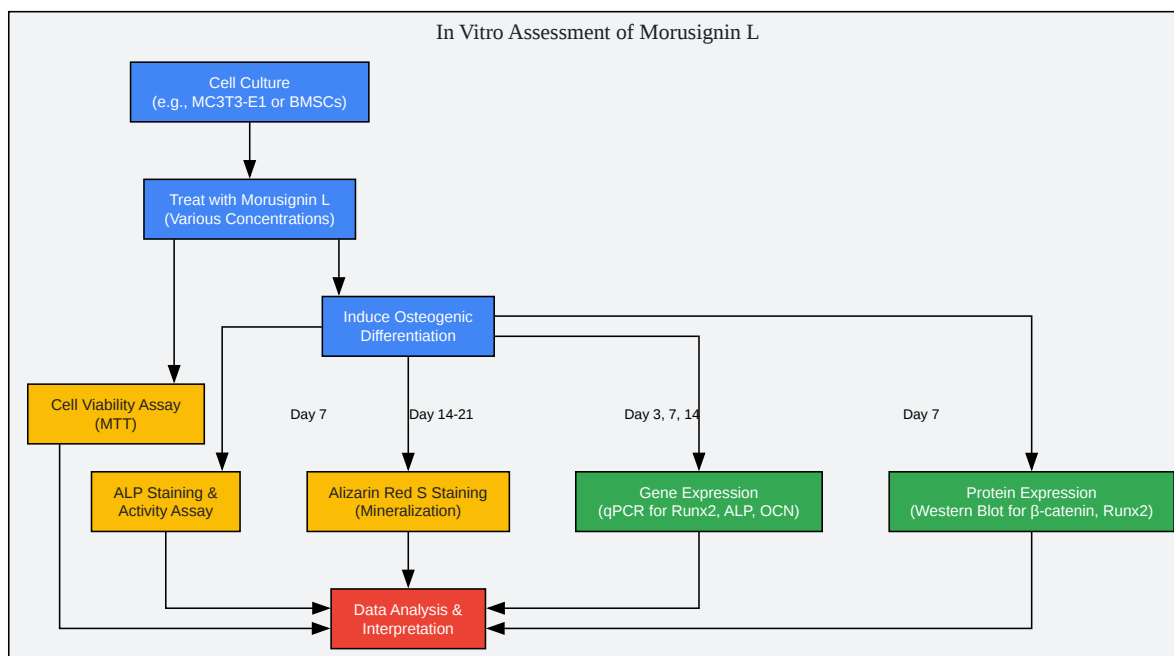 In Vitro Assessment of Morusignin L
Cell Culture
(e.g., MC3T3-E1 or BMSCs)
Treat with Morusignin L
(Various Concentrations)
Induce Osteogenic
Differentiation
Cell Viability Assay
(MTT)
Day 7
Day 14-21
Day 3, 7, 14
Day 7
ALP Staining &
Activity Assay
Alizarin Red S Staining
(Mineralization)
Gene Expression
(qPCR for Runx2, ALP, OCN)
Protein Expression
(Western Blot for β-catenin, Runx2)
Data Analysis &
Interpretation